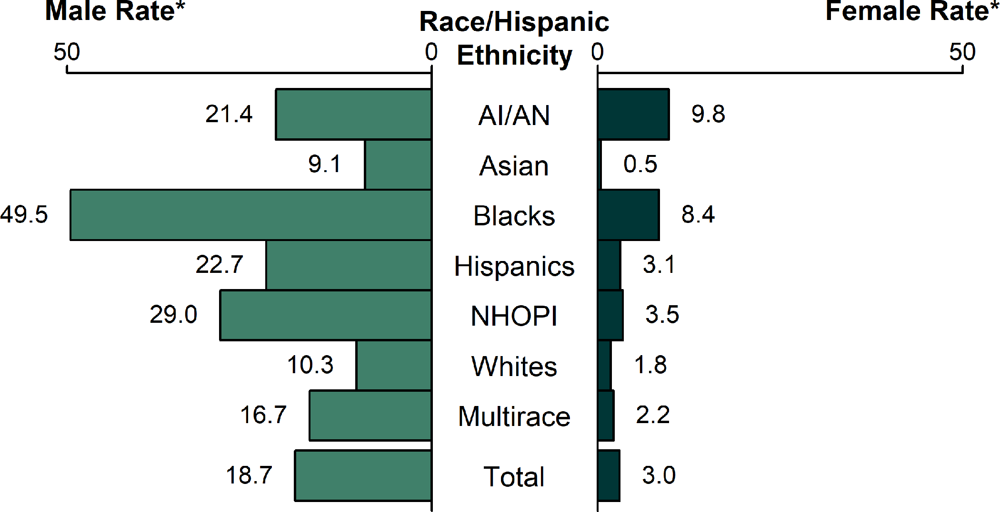 Male Rate*
Race/Hispanic
Ethnicity
Female Rate*
50
0
0
50
21.4
AI/AN
9.8
9.1
Asian
0.5
49.5
Blacks
8.4
22.7
Hispanics
3.1
29.0
NHOPI
3.5
10.3
Whites
1.8
16.7
Multirace
2.2
18.7
Total
3.0